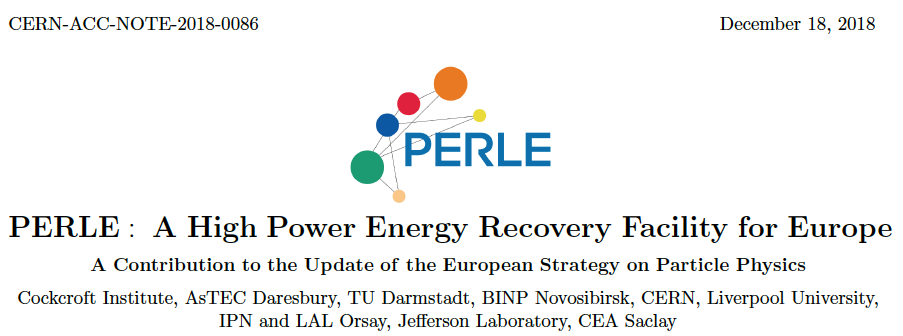 CERN-ACC-NOTE-2018-0086 December 18, 2018
PERLE
PERLE : A High Power Energy Recovery Facility for Europe
A Contribution to the Update of the European Strategy on Particle Physics
Cockcroft Institute, AsTEC Daresbury, TU Darmstadt, BINP Novosibirsk, CERN, Liverpool University,
IPN and LAL Orsay, Jefferson Laboratory, CEA Saclay